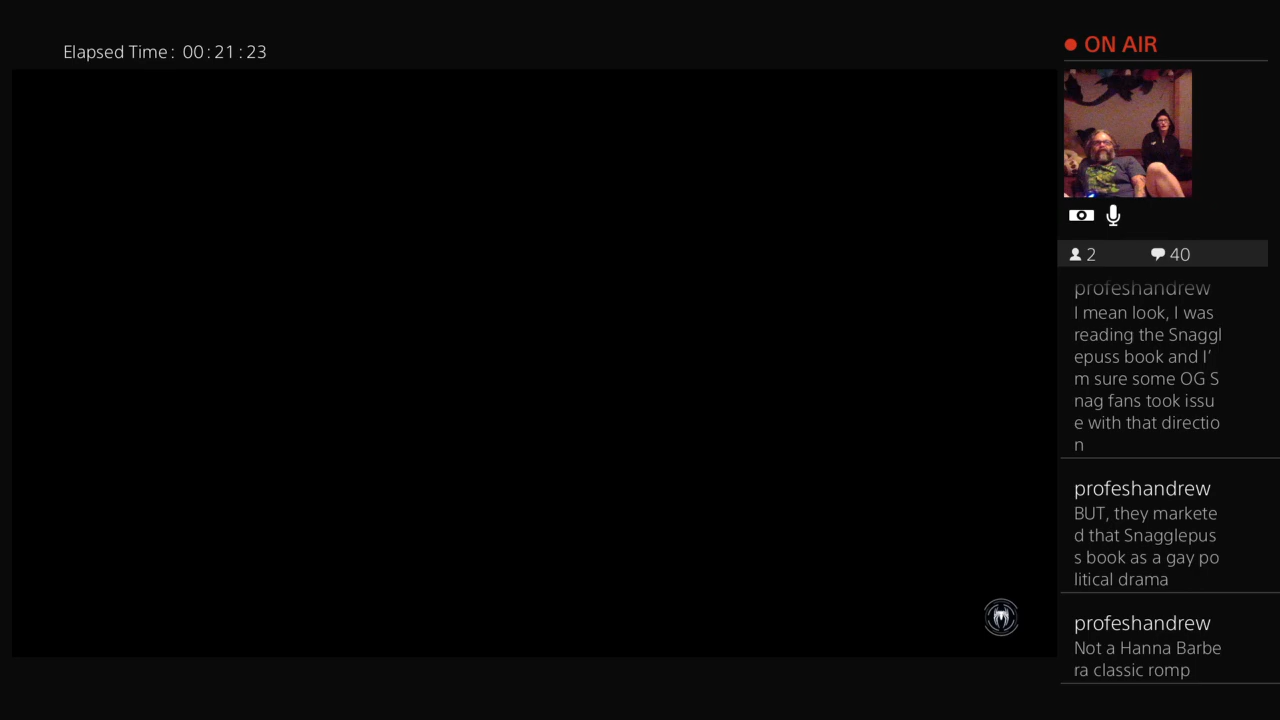 Elapsed Time: 00:21:23
ON AIR
2 40
profeshandrew
I mean look, I was
reading the Snaggl
epuss book and I’
m sure some OG S
nag fans took issu
e with that directio
n
profeshandrew
BUT, they markete
d that Snagglepus
s book as a gay po
litical drama
profeshandrew
Not a Hanna Barbe
ra classic romp